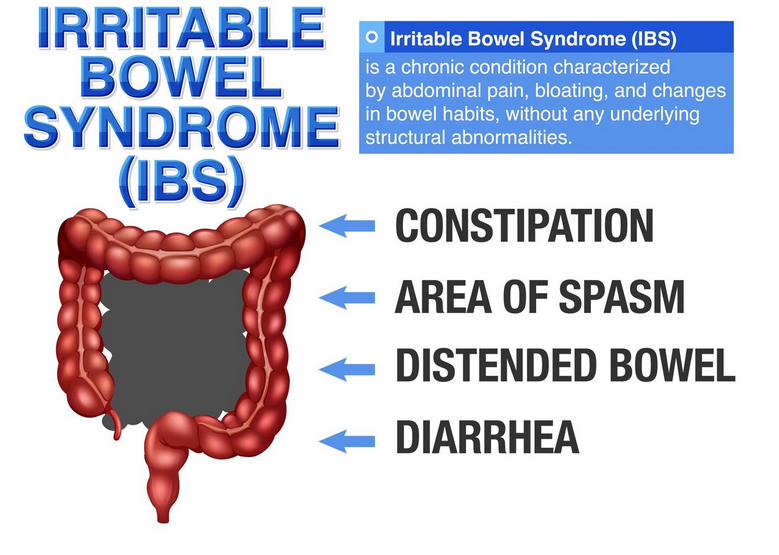 IRRITABLE
BOWEL
SYNDROME
(IBS)
Irritable Bowel Syndrome (IBS)
is a chronic condition characterized
by abdominal pain, bloating, and changes
in bowel habits, without any underlying
structural abnormalities.
CONSTIPATION
AREA OF SPASM
DISTENDED BOWEL
DIARRHEA